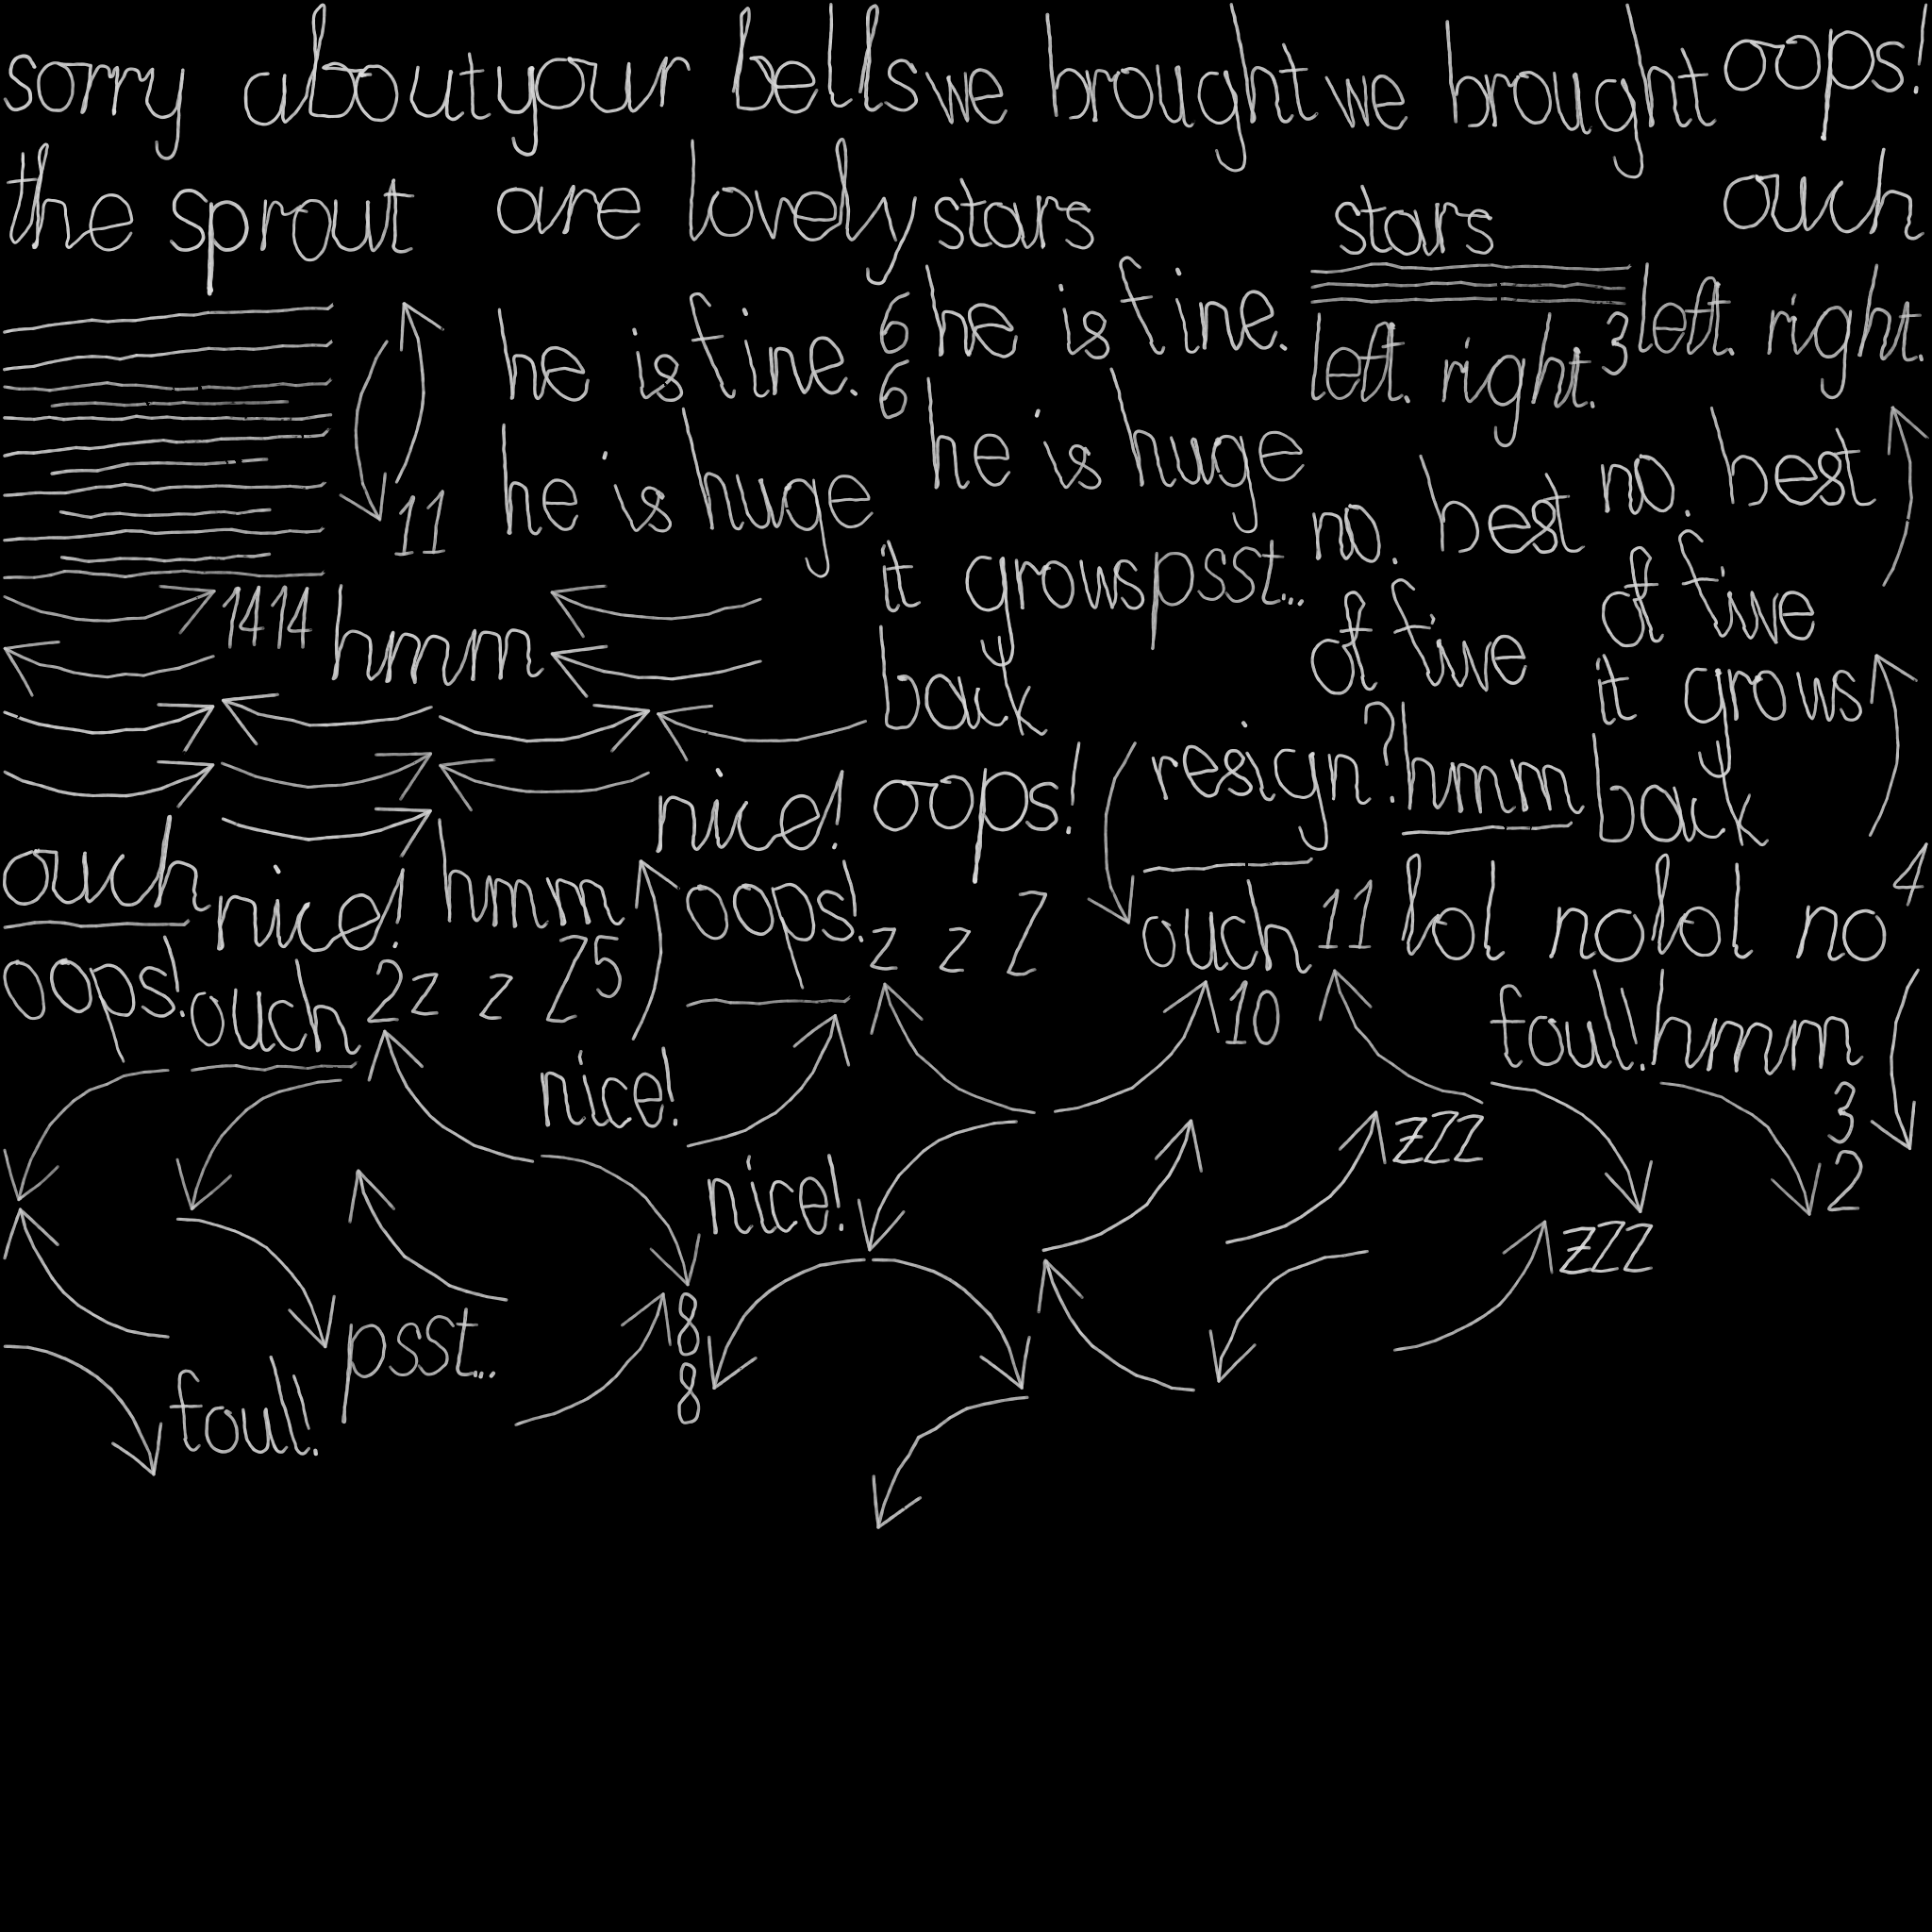 sorry about
the sprout
your bells
are lovely
we brought
stars
we brought
stars
oops!
ouch
he is fine.
he is huge
6
6
he is fine.
he is huge
left. right.
no. best
of five
3
left. right.
no. best
of five
11
14
14
hmm
it grows
back
psst...
it grows
back
nice!
oops!
resign?
hmm
ouch
nice!
hmm
oops!
z z Z
ouch
11
lol no
lol no
4
oops!
ouch
2
z z Z
5
10
foul!
hmm
nice!
3
zZZ
2
nice!
zZZ
psst...
8
8
foul!